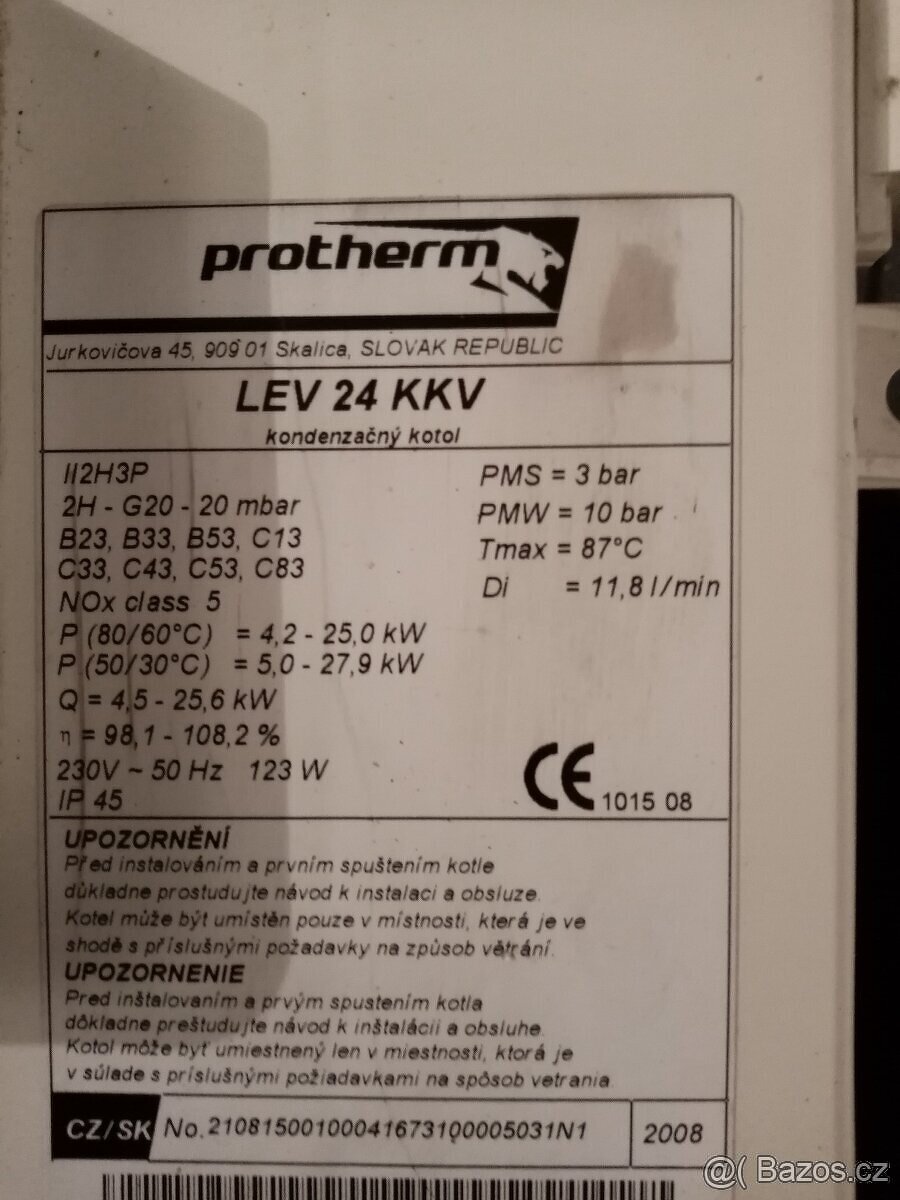 protherm
Jurkovičova 45, 909 01 Skalica, SLOVAK REPUBLIC
LEV 24 KKV
kondenzačný kotol
II2H3P
2H - G20 - 20 mbar
B23, B33, B53, C13
C33, C43, C53, C83
NOx class 5
P (80/60°C) = 4,2 - 25,0 kW
P (50/30°C) = 5,0 - 27,9 kW
Q = 4,5 - 25,6 kW
η = 98,1 - 108,2 %
230V ~ 50 Hz 123 W
IP 45
PMS = 3 bar
PMW = 10 bar
Tmax = 87°C
Di = 11,8 l/min
CE 1015 08
UPOZORNĚNÍ
Před instalováním a prvním spuštením kotle
důkladne prostudujte návod k instalaci a obsluze.
Kotel může být umístěn pouze v místnosti, která je ve
shodě s příslušnými požadavky na způsob větrání.
UPOZORNENIE
Pred inštalovaním a prvým spustením kotla
dôkladne preštudujte návod k inštalácii a obsluhe.
Kotol môže byť umiestnený len v miestnosti, ktorá je
v súlade s príslušnými požiadavkami na spôsob vetrania.
CZ/SK No. 21081500100041673100005031N1 2008
@( Bazos.cz